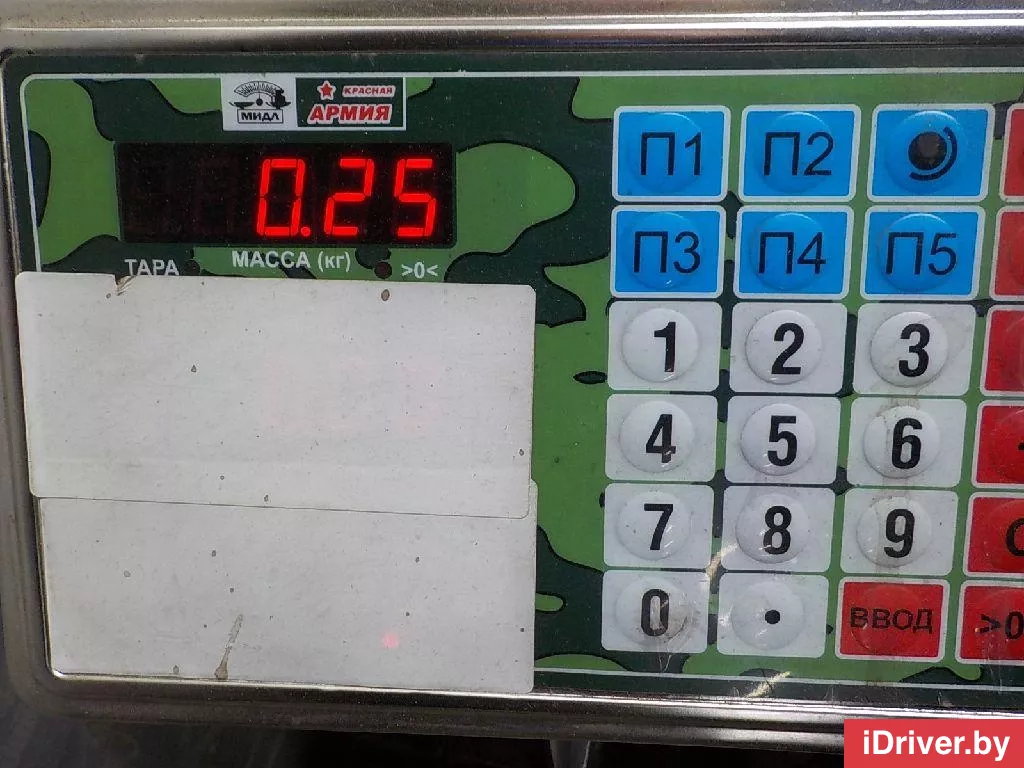 МИДЛ
КРАСНАЯ
АРМИЯ
0.25
ТАРА МАССА (кг) >0<
П1 П2
П3 П4 П5
1 2 3
4 5 6
7 8 9
0 . ВВОД >0
iDriver.by